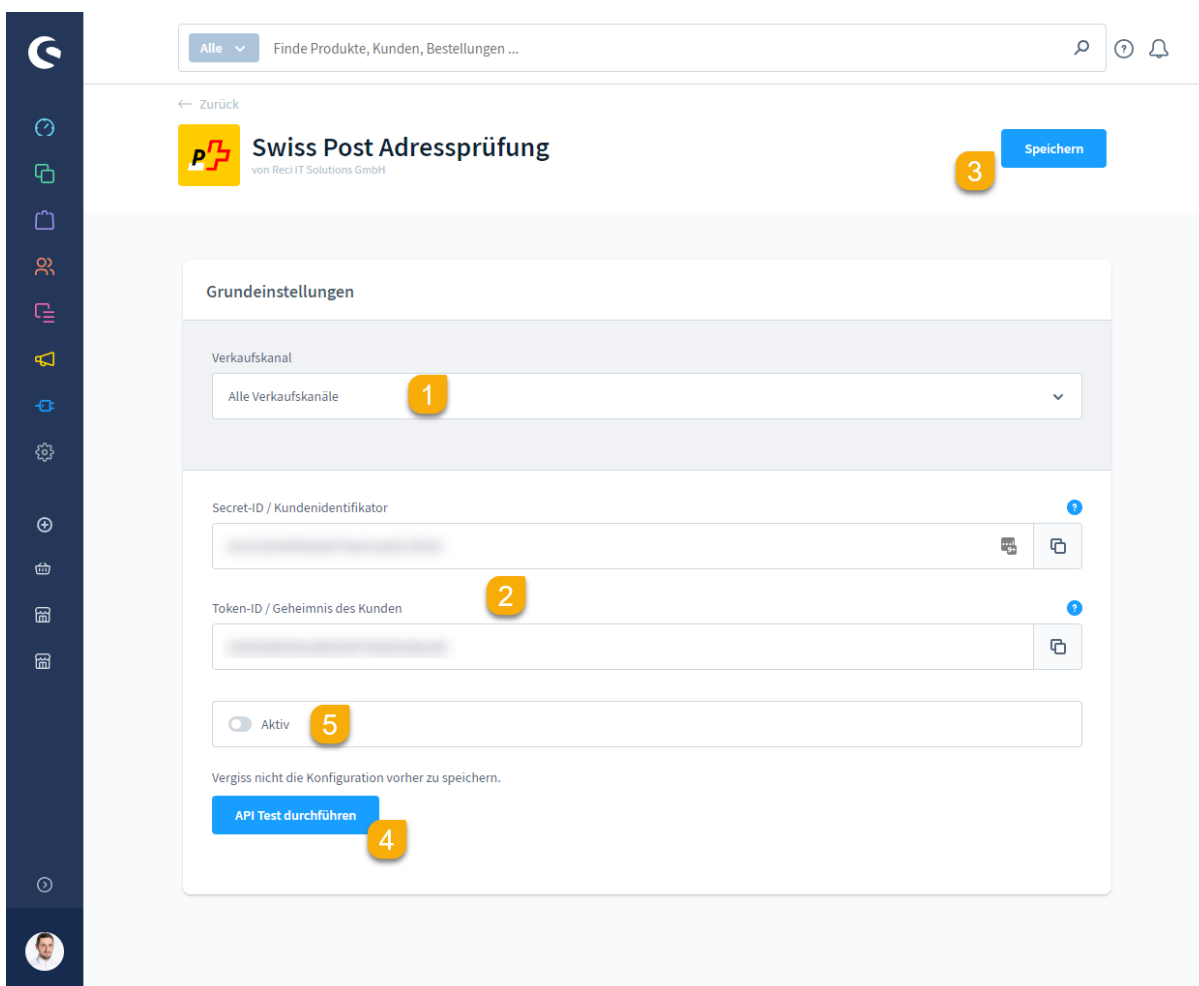 Alle
Finde Produkte, Kunden, Bestellungen ...
← Zurück
Swiss Post Adressprüfung
von Reci IT Solutions GmbH
P
Speichern
3
Grundeinstellungen
Verkaufskanal
Alle Verkaufskanäle
1
Secret-ID / Kundenidentifikator
?
9+
2
Token-ID / Geheimnis des Kunden
?
Aktiv
5
Vergiss nicht die Konfiguration vorher zu speichern.
API Test durchführen
4